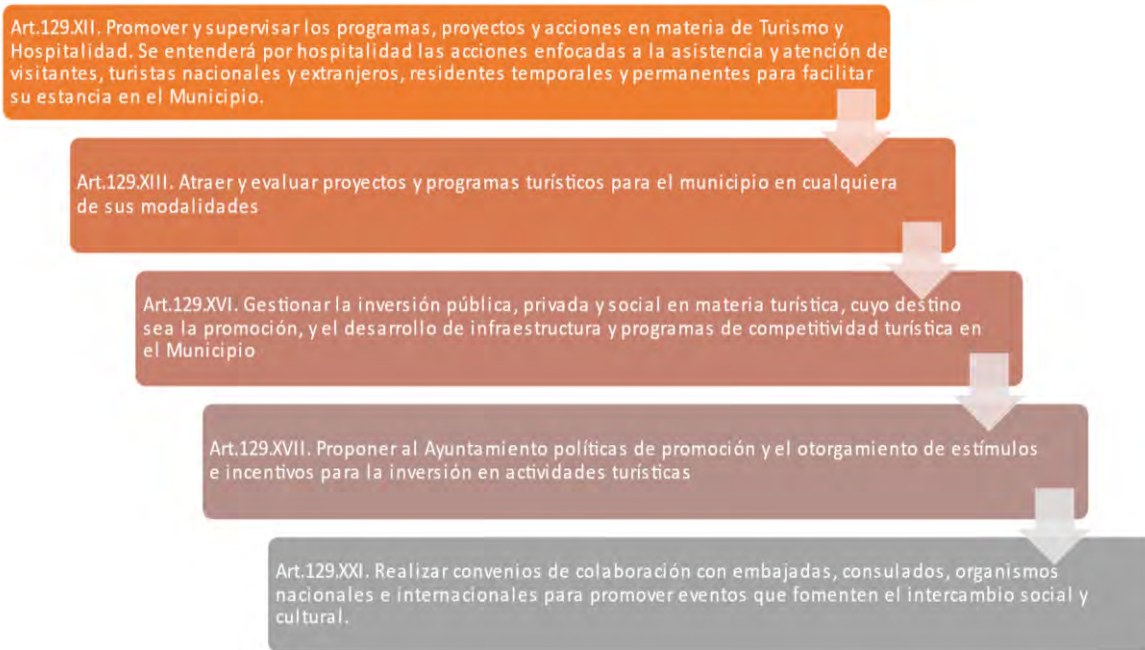 Art.129.XII. Promover y supervisar los programas, proyectos y acciones en materia de Turismo y
Hospitalidad. Se entenderá por hospitalidad las acciones enfocadas a la asistencia y atención de
visitantes, turistas nacionales y extranjeros, residentes temporales y permanentes para facilitar
su estancia en el Municipio.
Art.129.XIII. Atraer y evaluar proyectos y programas turísticos para el municipio en cualquiera
de sus modalidades
Art.129.XVI. Gestionar la inversión pública, privada y social en materia turística, cuyo destino
sea la promoción, y el desarrollo de infraestructura y programas de competitividad turística en
el Municipio
Art.129.XVII. Proponer al Ayuntamiento políticas de promoción y el otorgamiento de estímulos
e incentivos para la inversión en actividades turísticas
Art.129.XXI. Realizar convenios de colaboración con embajadas, consulados, organismos
nacionales e internacionales para promover eventos que fomenten el intercambio social y
cultural.